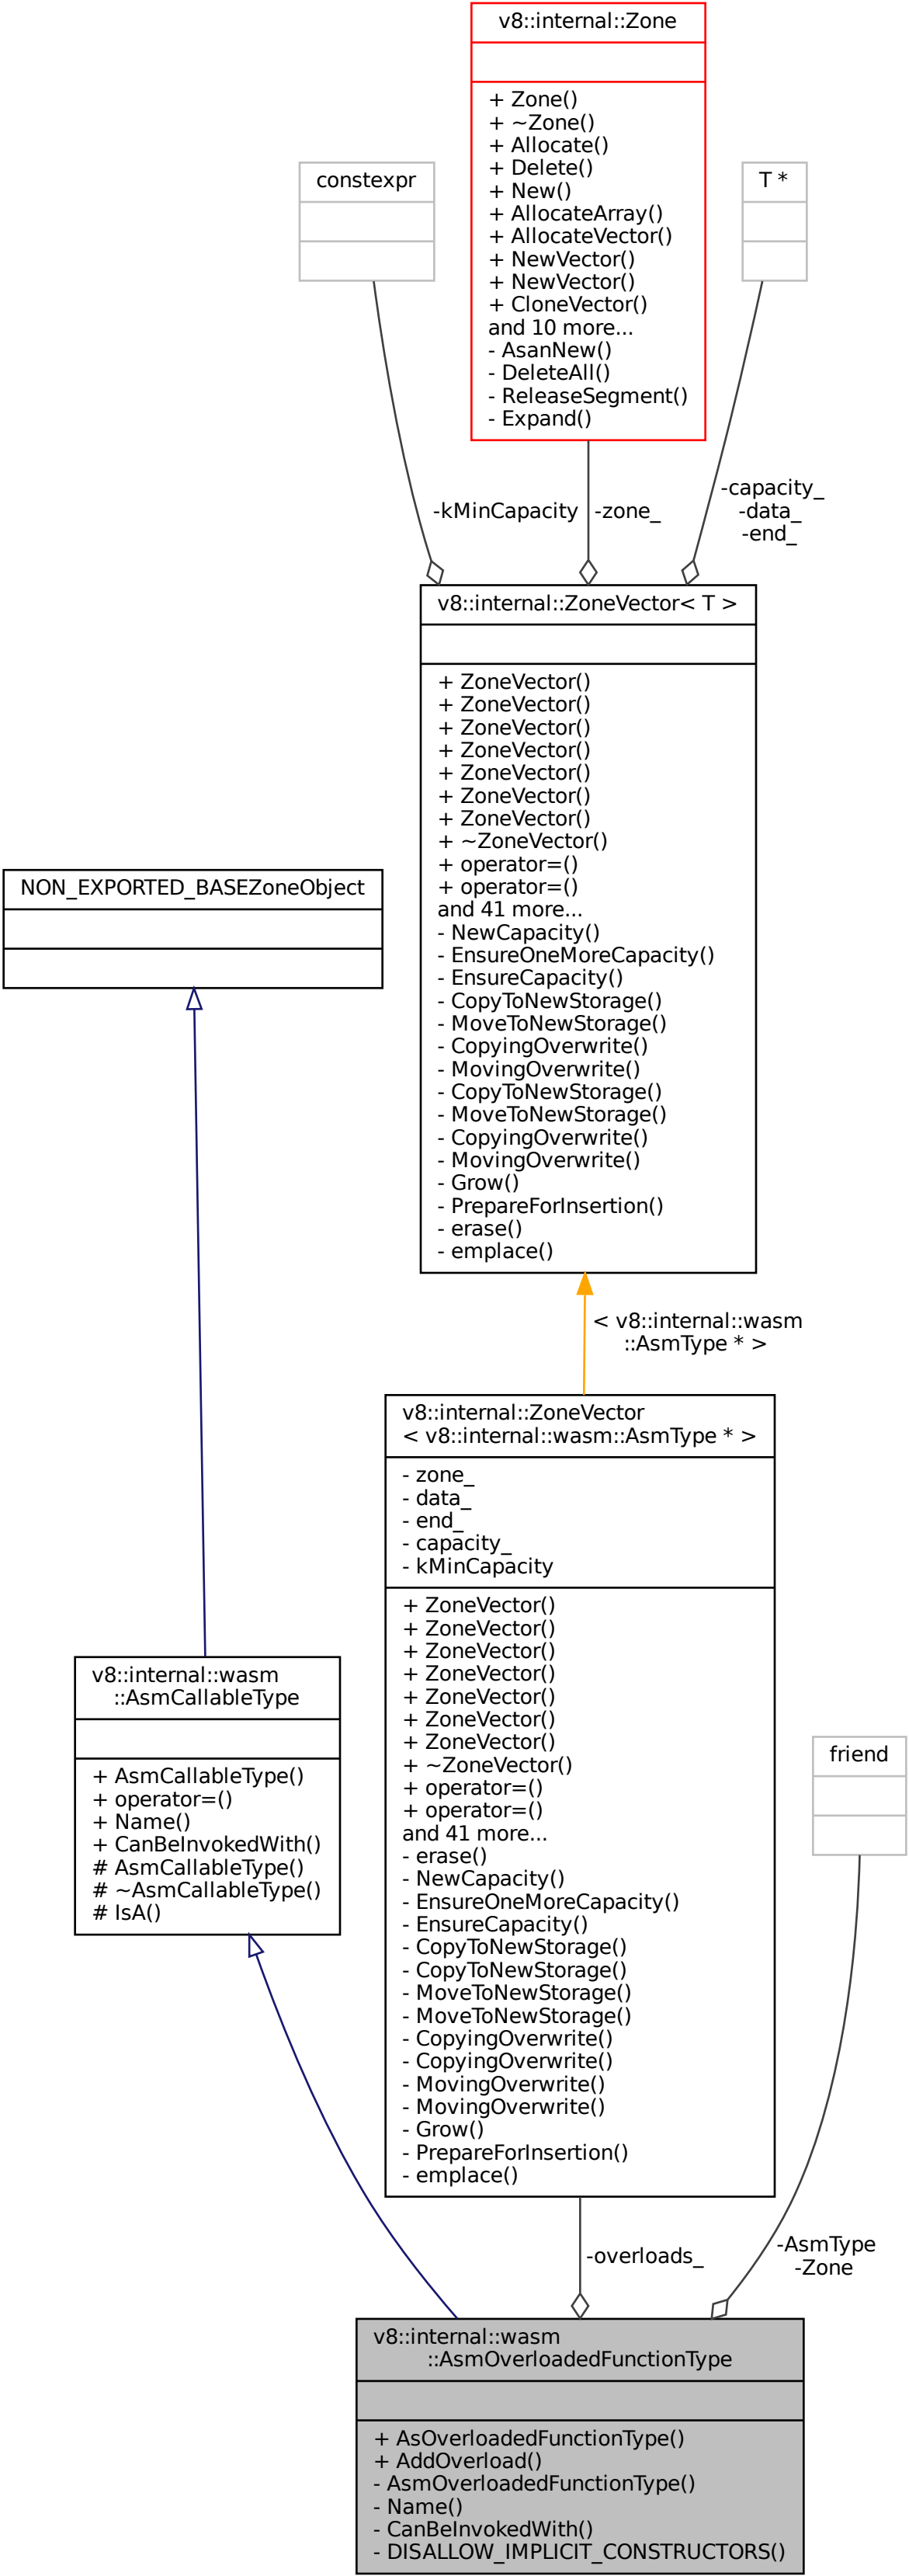 v8::internal::Zone
+ Zone()
+ ~Zone()
+ Allocate()
+ Delete()
+ New()
+ AllocateArray()
+ AllocateVector()
+ NewVector()
+ NewVector()
+ CloneVector()
and 10 more...
- AsanNew()
- DeleteAll()
- ReleaseSegment()
- Expand()
constexpr
T *
-kMinCapacity
-zone_
-capacity_
-data_
-end_
v8::internal::ZoneVector< T >
+ ZoneVector()
+ ZoneVector()
+ ZoneVector()
+ ZoneVector()
+ ZoneVector()
+ ZoneVector()
+ ZoneVector()
+ ~ZoneVector()
+ operator=()
+ operator=()
and 41 more...
- NewCapacity()
- EnsureOneMoreCapacity()
- EnsureCapacity()
- CopyToNewStorage()
- MoveToNewStorage()
- CopyingOverwrite()
- MovingOverwrite()
- CopyToNewStorage()
- MoveToNewStorage()
- CopyingOverwrite()
- MovingOverwrite()
- Grow()
- PrepareForInsertion()
- erase()
- emplace()
NON_EXPORTED_BASEZoneObject
< v8::internal::wasm
::AsmType * >
v8::internal::ZoneVector
< v8::internal::wasm::AsmType * >
- zone_
- data_
- end_
- capacity_
- kMinCapacity
+ ZoneVector()
+ ZoneVector()
+ ZoneVector()
+ ZoneVector()
+ ZoneVector()
+ ZoneVector()
+ ZoneVector()
+ ~ZoneVector()
+ operator=()
+ operator=()
and 41 more...
- erase()
- NewCapacity()
- EnsureOneMoreCapacity()
- EnsureCapacity()
- CopyToNewStorage()
- CopyToNewStorage()
- MoveToNewStorage()
- MoveToNewStorage()
- CopyingOverwrite()
- CopyingOverwrite()
- MovingOverwrite()
- MovingOverwrite()
- Grow()
- PrepareForInsertion()
- emplace()
v8::internal::wasm
::AsmCallableType
+ AsmCallableType()
+ operator=()
+ Name()
+ CanBeInvokedWith()
# AsmCallableType()
# ~AsmCallableType()
# IsA()
friend
-overloads_
-AsmType
-Zone
v8::internal::wasm
::AsmOverloadedFunctionType
+ AsOverloadedFunctionType()
+ AddOverload()
- AsmOverloadedFunctionType()
- Name()
- CanBeInvokedWith()
- DISALLOW_IMPLICIT_CONSTRUCTORS()